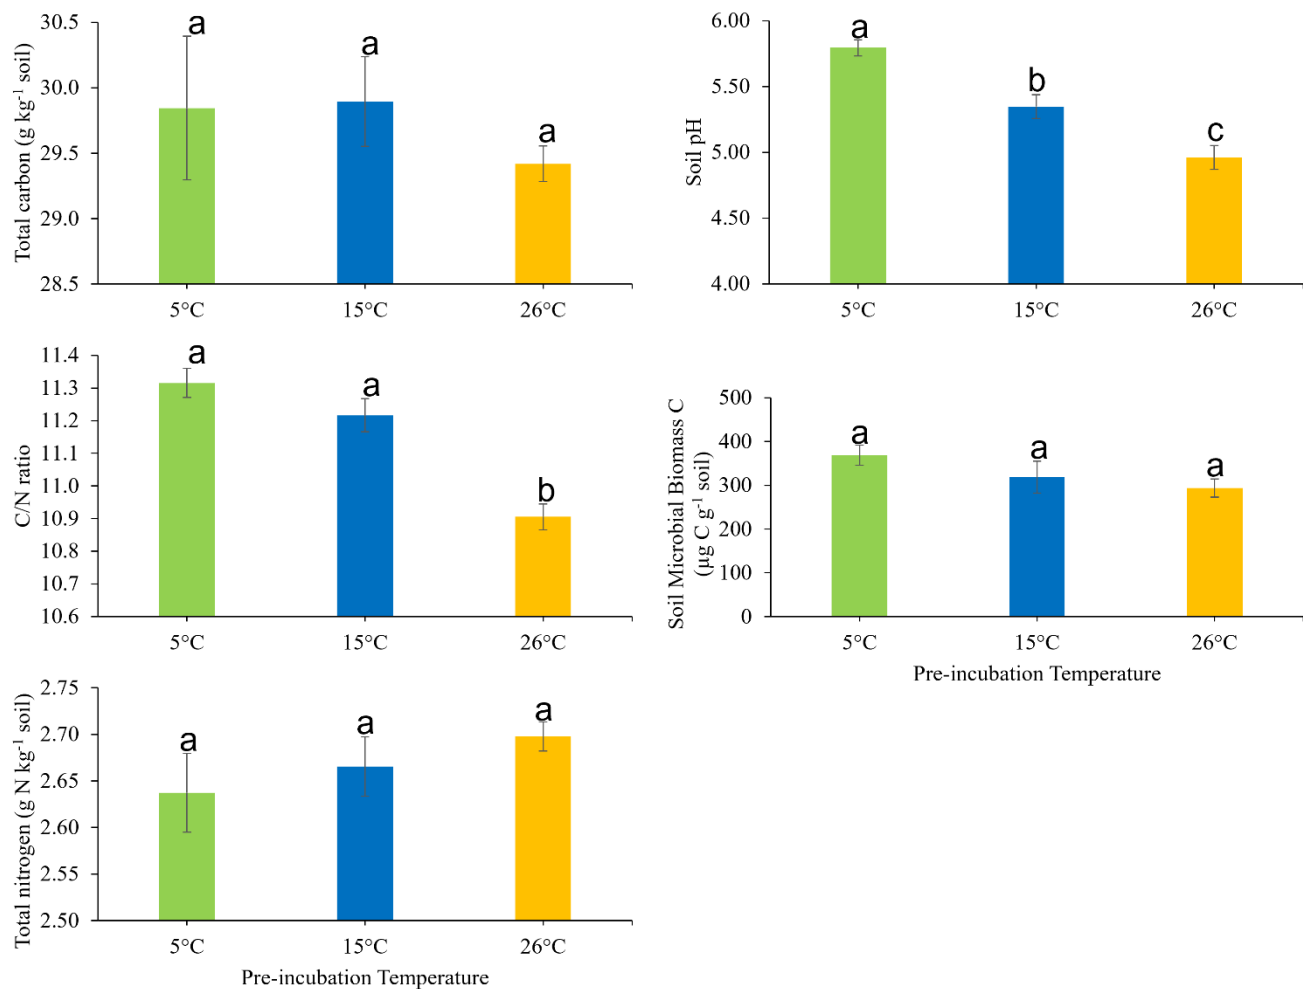 Total carbon (g kg⁻¹ soil)
30.5
30.0
29.5
29.0
28.5
a
a
a
5°C 15°C 26°C
Soil pH
6.00
5.50
5.00
4.50
4.00
a
b
c
5°C 15°C 26°C
C/N ratio
11.4
11.3
11.2
11.1
11.0
10.9
10.8
10.7
10.6
a
a
b
5°C 15°C 26°C
Soil Microbial Biomass C
(µg C g⁻¹ soil)
500
400
300
200
100
0
a
a
a
5°C 15°C 26°C
Pre-incubation Temperature
Total nitrogen (g N kg⁻¹ soil)
2.75
2.70
2.65
2.60
2.55
2.50
a
a
a
5°C 15°C 26°C
Pre-incubation Temperature